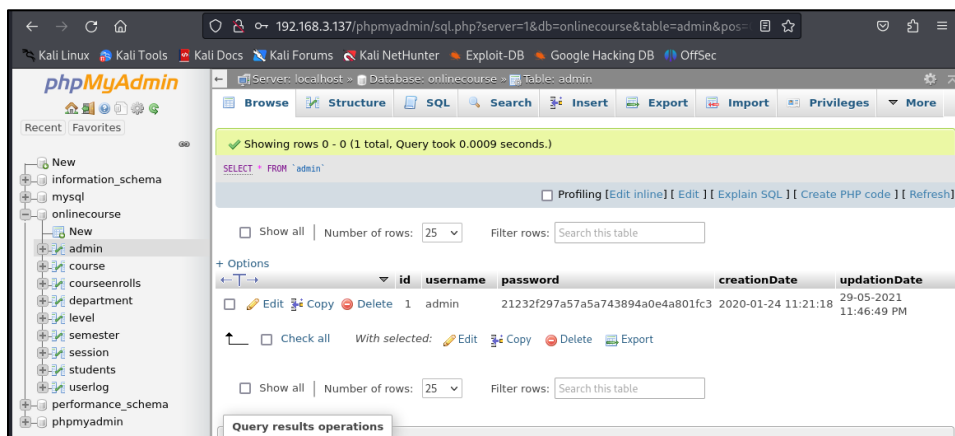 192.168.3.137/phpmyadmin/sql.php?server=1&db=onlinecourse&table=admin&pos=
Kali Linux Kali Tools Kali Docs Kali Forums Kali NetHunter Exploit-DB Google Hacking DB OffSec
phpMyAdmin
Recent Favorites
New
information_schema
mysql
onlinecourse
New
admin
course
courseenrolls
department
level
semester
session
students
userlog
performance_schema
phpmyadmin
Server: localhost » Database: onlinecourse » Table: admin
Browse Structure SQL Search Insert Export Import Privileges More
Showing rows 0 - 0 (1 total, Query took 0.0009 seconds.)
SELECT * FROM `admin`
Profiling [Edit inline] [ Edit ] [ Explain SQL ] [ Create PHP code ] [ Refresh]
Show all Number of rows: 25 Filter rows: Search this table
+ Options
←T→ id username password creationDate updationDate
Edit Copy Delete 1 admin 21232f297a57a5a743894a0e4a801fc3 2020-01-24 11:21:18 29-05-2021
11:46:49 PM
Check all With selected: Edit Copy Delete Export
Show all Number of rows: 25 Filter rows: Search this table
Query results operations